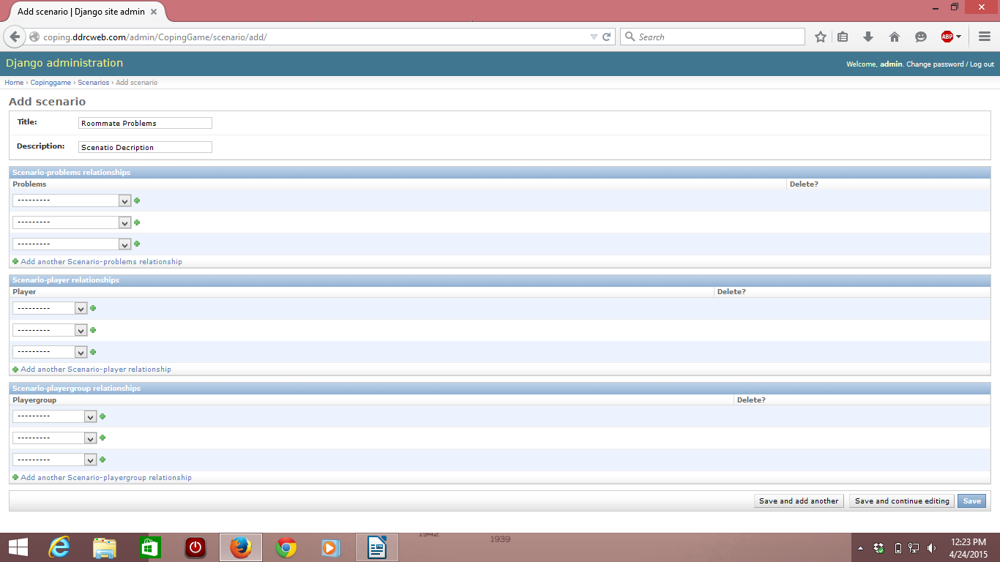 Add scenario | Django site admin
coping.ddrcweb.com/admin/CopingGame/scenario/add/
Search
ABP
Django administration
Welcome, admin. Change password / Log out
Home › Copinggame › Scenarios › Add scenario
Add scenario
Title: Roommate Problems
Description: Scenatio Decription
Scenario-problems relationships
Problems Delete?
---------
---------
---------
Add another Scenario-problems relationship
Scenario-player relationships
Player Delete?
---------
---------
---------
Add another Scenario-player relationship
Scenario-playergroup relationships
Playergroup Delete?
---------
---------
---------
Add another Scenario-playergroup relationship
Save and add another Save and continue editing Save
1942 1939
12:23 PM
4/24/2015